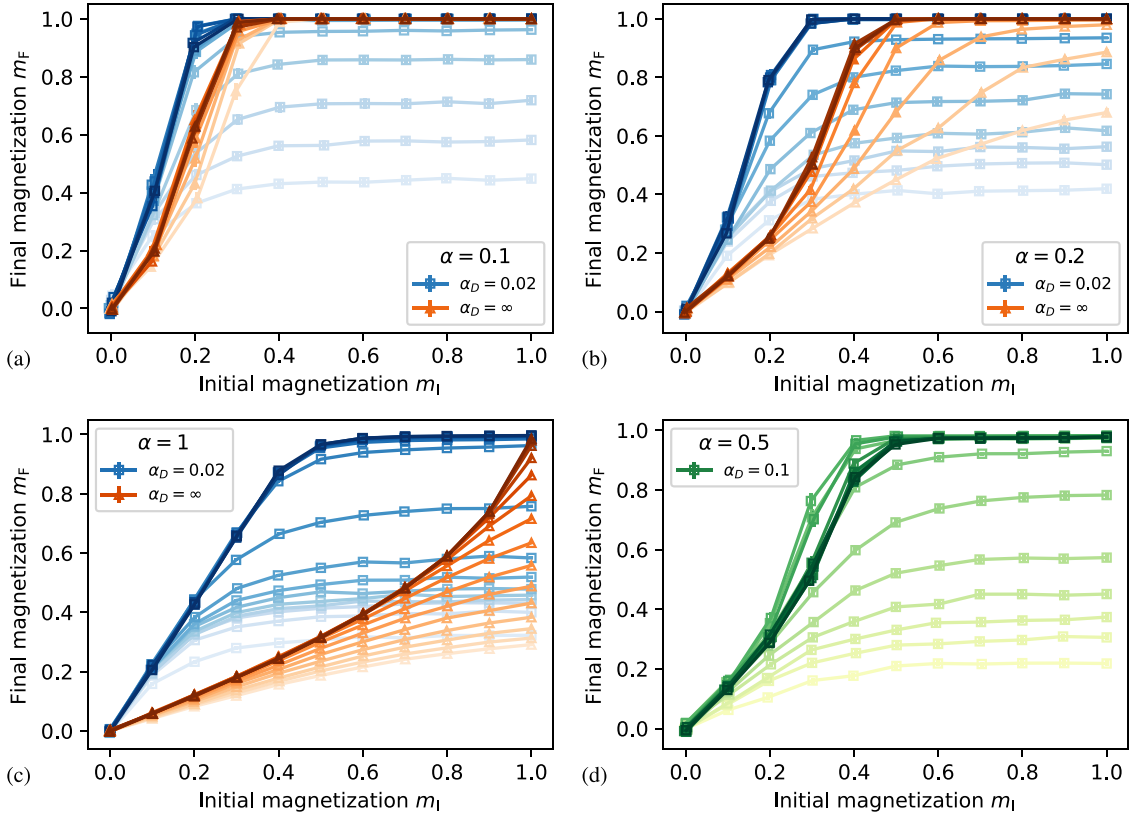 1.0
0.8
0.6
0.4
0.2
0.0
Final magnetization m_F
α = 0.1
α_D = 0.02
α_D = ∞
0.0 0.2 0.4 0.6 0.8 1.0
Initial magnetization m_I
(a)
1.0
0.8
0.6
0.4
0.2
0.0
Final magnetization m_F
α = 0.2
α_D = 0.02
α_D = ∞
0.0 0.2 0.4 0.6 0.8 1.0
Initial magnetization m_I
(b)
1.0
0.8
0.6
0.4
0.2
0.0
Final magnetization m_F
α = 1
α_D = 0.02
α_D = ∞
0.0 0.2 0.4 0.6 0.8 1.0
Initial magnetization m_I
(c)
1.0
0.8
0.6
0.4
0.2
0.0
Final magnetization m_F
α = 0.5
α_D = 0.1
0.0 0.2 0.4 0.6 0.8 1.0
Initial magnetization m_I
(d)